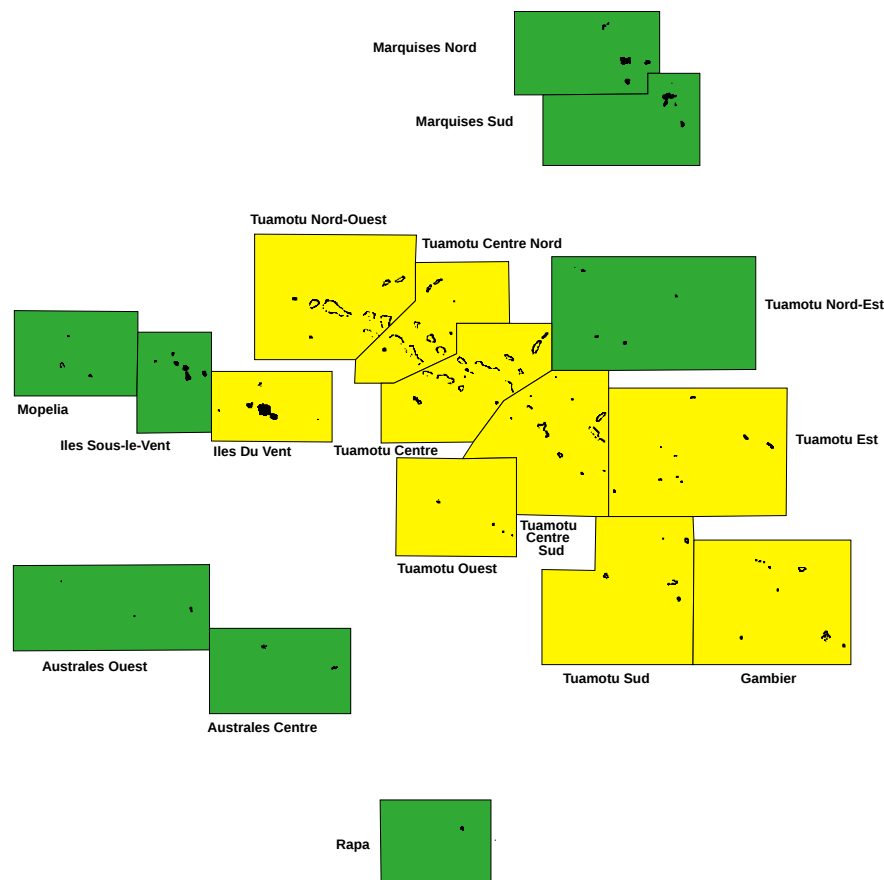 Marquises Nord
Marquises Sud
Tuamotu Nord-Ouest
Tuamotu Centre Nord
Tuamotu Nord-Est
Mopelia
Iles Sous-le-Vent
Iles Du Vent
Tuamotu Centre
Tuamotu Est
Tuamotu
Centre
Sud
Tuamotu Ouest
Australes Ouest
Tuamotu Sud
Gambier
Australes Centre
Rapa